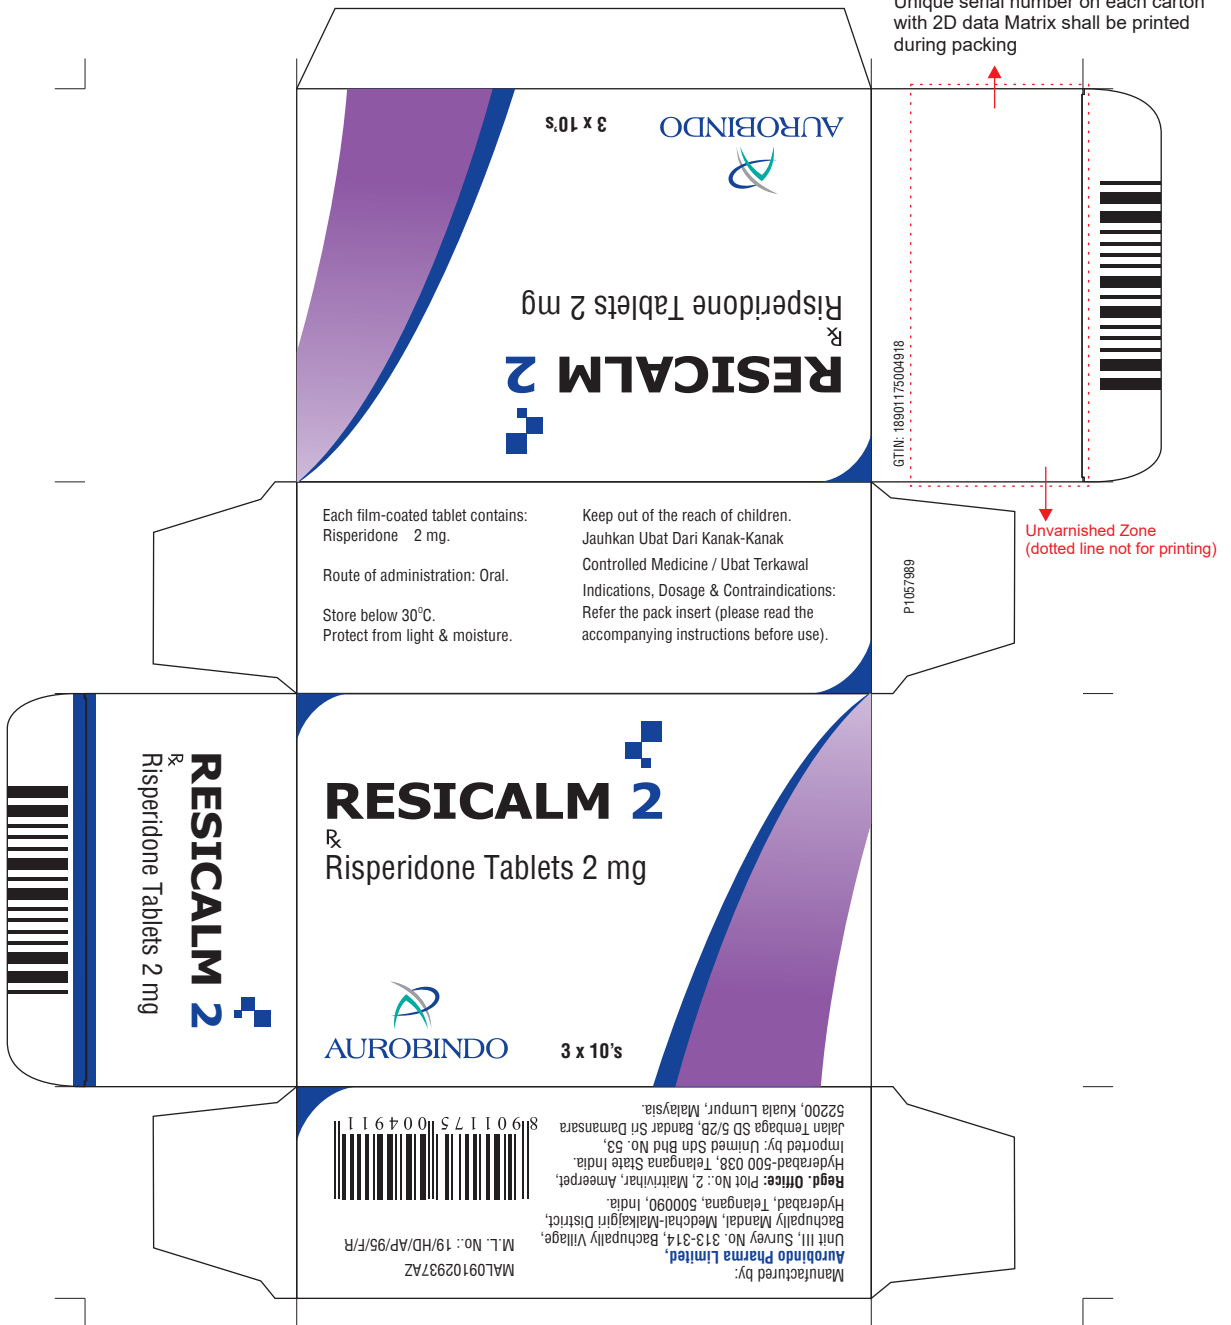 Unique serial number on each carton
with 2D data Matrix shall be printed
during packing
3 x 10's
AUROBINDO
Risperidone Tablets 2 mg
Rx
RESICALM 2
GTIN: 18901175004918
Unvarnished Zone
(dotted line not for printing)
Each film-coated tablet contains:
Risperidone 2 mg.
Route of administration: Oral.
Store below 30°C.
Protect from light & moisture.
Keep out of the reach of children.
Jauhkan Ubat Dari Kanak-Kanak
Controlled Medicine / Ubat Terkawal
Indications, Dosage & Contraindications:
Refer the pack insert (please read the
accompanying instructions before use).
P1057989
RESICALM 2
Rx
Risperidone Tablets 2 mg
RESICALM 2
Rx
Risperidone Tablets 2 mg
AUROBINDO
3 x 10's
Manufactured by:
Aurobindo Pharma Limited,
Unit III, Survey No. 313-314, Bachupally Village,
Bachupally Mandal, Medchal-Malkajgiri District,
Hyderabad, Telangana, 500090, India.
Regd. Office: Plot No.: 2, Maitrivihar, Ameerpet,
Hyderabad-500 038, Telangana State India.
Imported by: Unimed Sdn Bhd No. 53,
Jalan Tembaga SD 5/2B, Bandar Sri Damansara
52200, Kuala Lumpur, Malaysia.
MAL09102937AZ
M.L. No.: 19/HD/AP/95/F/R
8 901175 004911